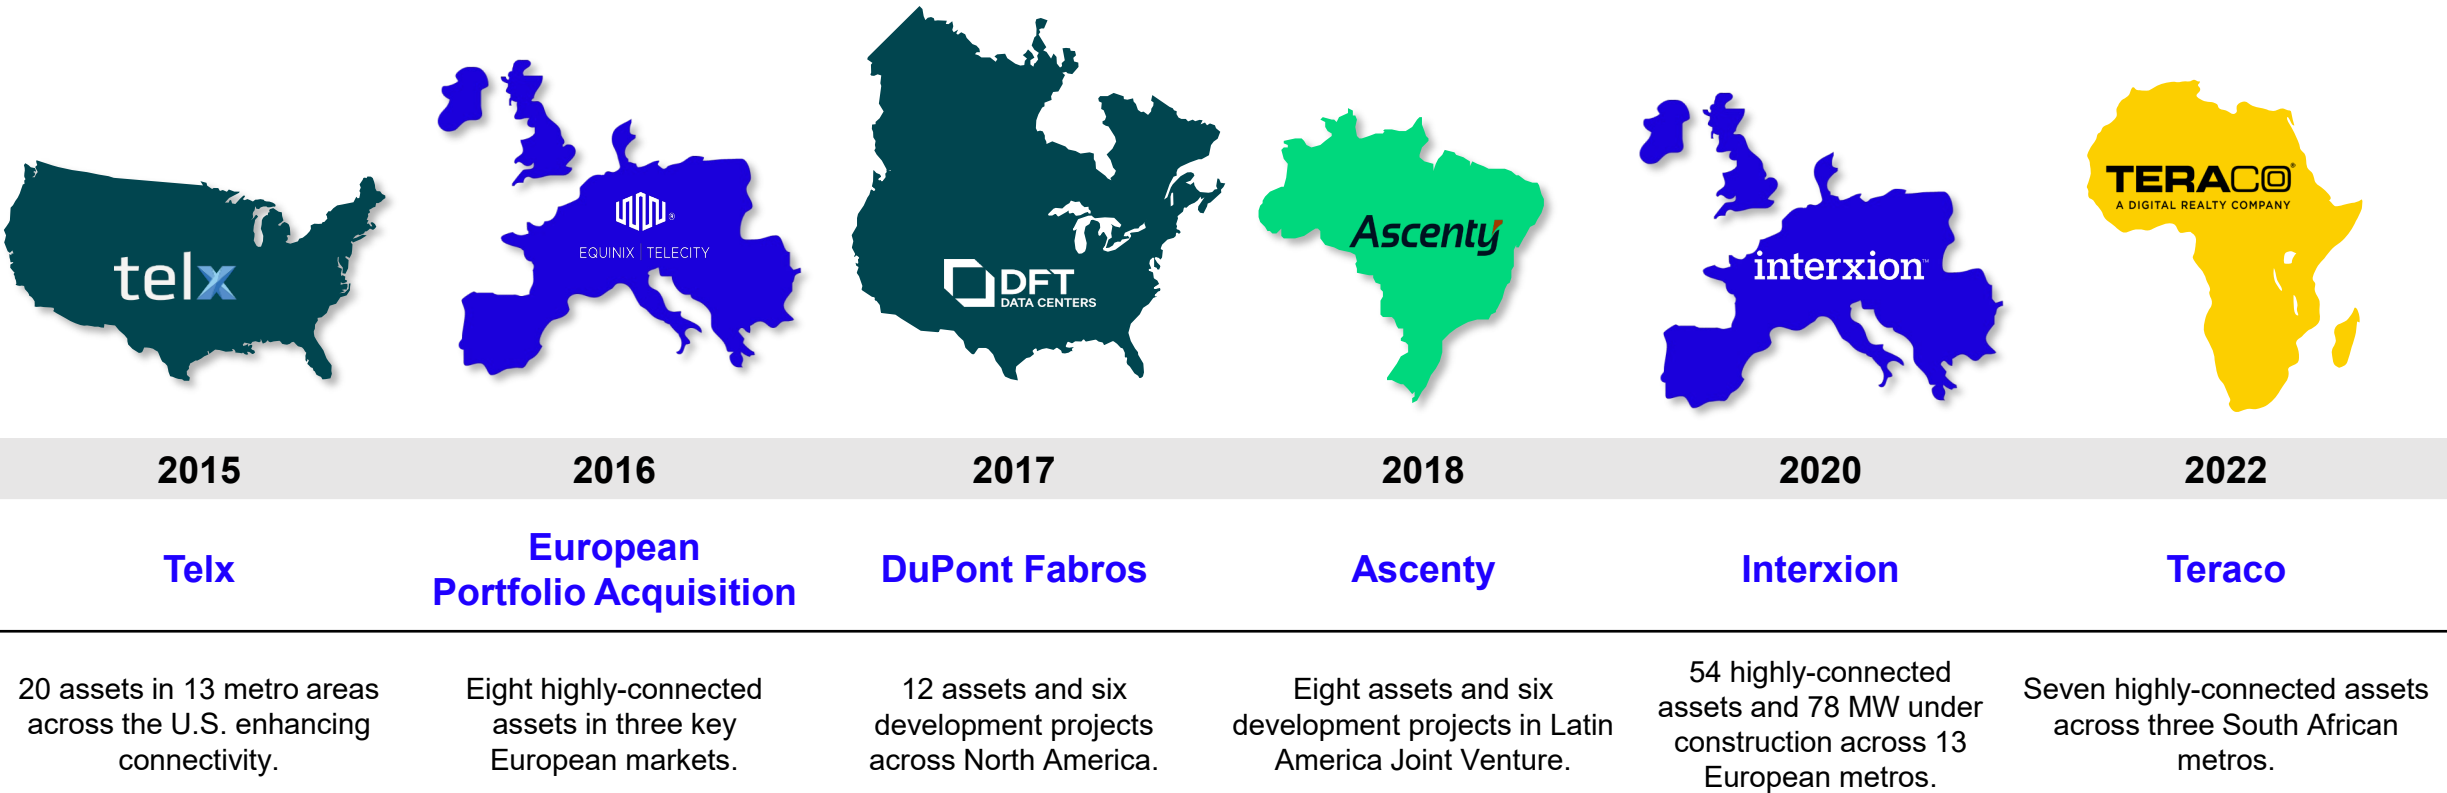 telx
EQUINIX | TELECITY
DFT
DATA CENTERS
Ascenty
interxion™
TERACO®
A DIGITAL REALTY COMPANY
2015
2016
2017
2018
2020
2022
Telx
European
Portfolio Acquisition
DuPont Fabros
Ascenty
Interxion
Teraco
20 assets in 13 metro areas
across the U.S. enhancing
connectivity.
Eight highly-connected
assets in three key
European markets.
12 assets and six
development projects
across North America.
Eight assets and six
development projects in Latin
America Joint Venture.
54 highly-connected
assets and 78 MW under
construction across 13
European metros.
Seven highly-connected assets
across three South African
metros.